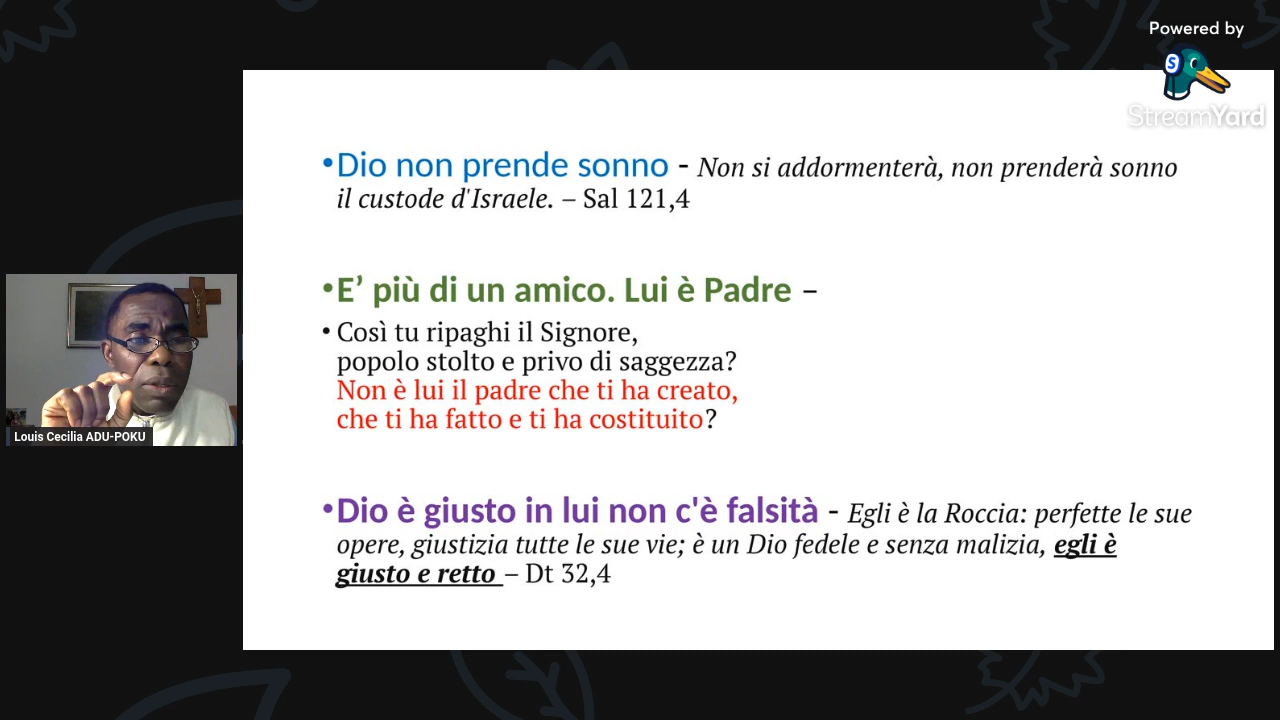 Powered by
S
StreamYard
•Dio non prende sonno - Non si addormenterà, non prenderà sonno
il custode d'Israele. – Sal 121,4
•E’ più di un amico. Lui è Padre –
• Così tu ripaghi il Signore,
popolo stolto e privo di saggezza?
Non è lui il padre che ti ha creato,
che ti ha fatto e ti ha costituito?
•Dio è giusto in lui non c'è falsità - Egli è la Roccia: perfette le sue
opere, giustizia tutte le sue vie; è un Dio fedele e senza malizia, egli è
giusto e retto – Dt 32,4
Louis Cecilia ADU-POKU